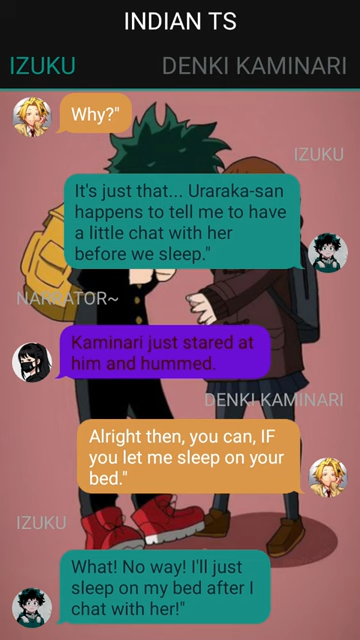 INDIAN TS
IZUKU DENKI KAMINARI
Why?"
IZUKU
It's just that... Uraraka-san
happens to tell me to have
a little chat with her
before we sleep."
NARRATOR~
Kaminari just stared at
him and hummed.
DENKI KAMINARI
Alright then, you can, IF
you let me sleep on your
bed."
IZUKU
What! No way! I'll just
sleep on my bed after I
chat with her!"